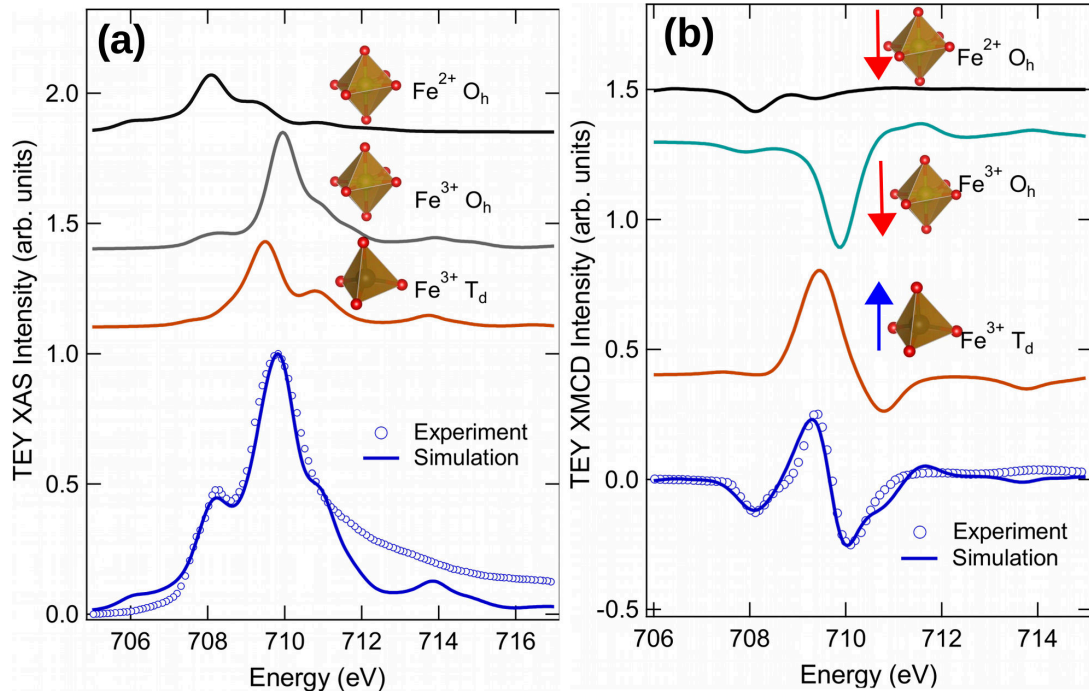 (a)
Fe2+ Oh
2.0
Fe3+ Oh
1.5
Fe3+ Td
1.0
Experiment
Simulation
0.5
0.0
706 708 710 712 714 716
Energy (eV)
TEY XAS Intensity (arb. units)
(b)
Fe2+ Oh
1.5
Fe3+ Oh
1.0
Fe3+ Td
0.5
0.0
Experiment
Simulation
-0.5
706 708 710 712 714
Energy (eV)
TEY XMCD Intensity (arb. units)